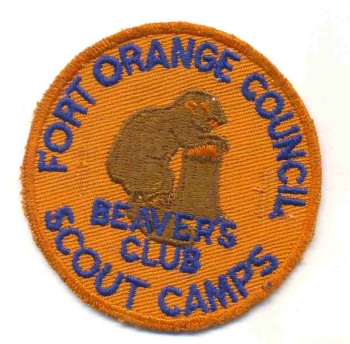 FORT ORANGE COUNCIL
BEAVER'S
CLUB
SCOUT CAMPS